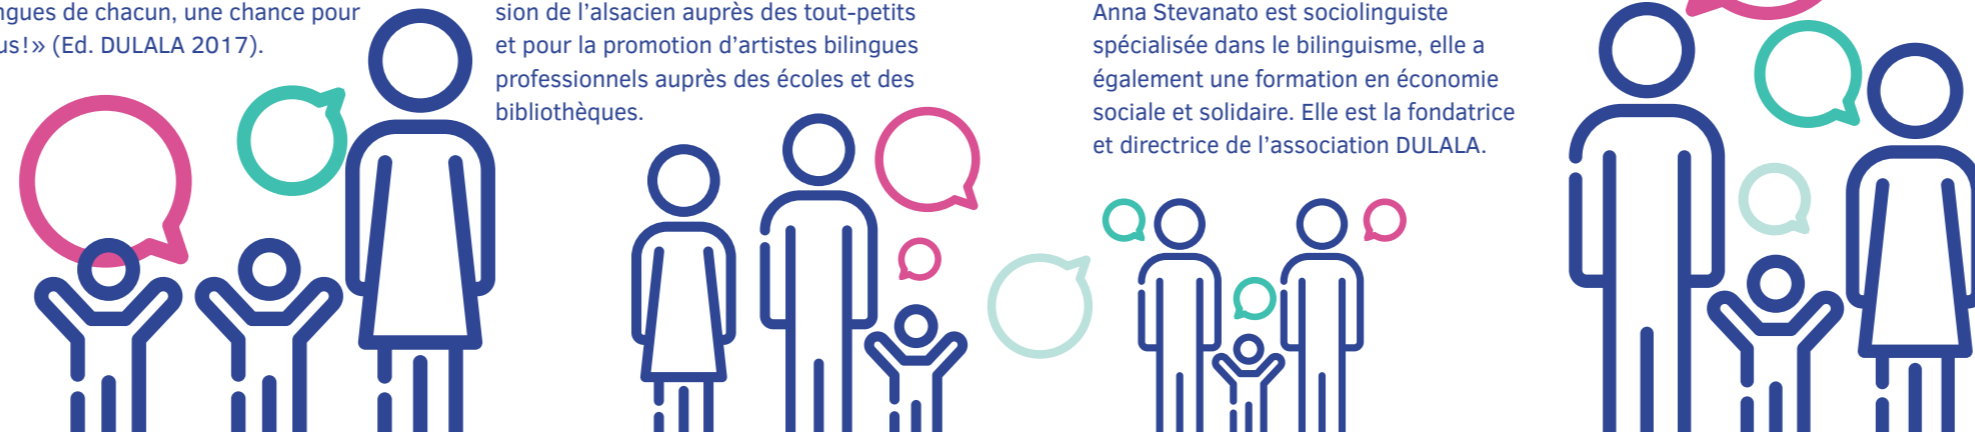 ngues de chacun, une chance pour
us!» (Ed. DULALA 2017).
sion de l’alsacien auprès des tout-petits
et pour la promotion d’artistes bilingues
professionnels auprès des écoles et des
bibliothèques.
Anna Stevanato est sociolinguiste
spécialisée dans le bilinguisme, elle a
également une formation en économie
sociale et solidaire. Elle est la fondatrice
et directrice de l’association DULALA.